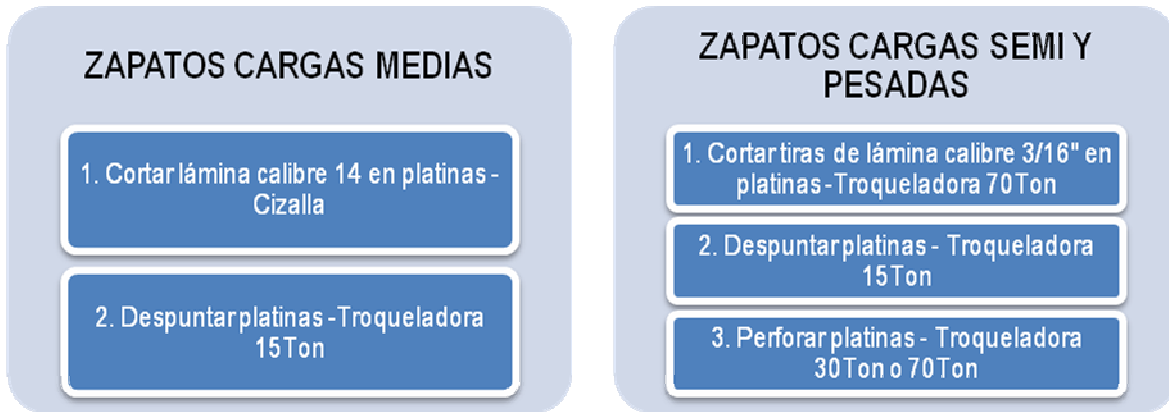 ZAPATOS CARGAS MEDIAS
1. Cortar lámina calibre 14 en platinas -
Cizalla
2. Despuntar platinas -Troqueladora
15Ton
ZAPATOS CARGAS SEMI Y
PESADAS
1. Cortar tiras de lámina calibre 3/16" en
platinas -Troqueladora 70Ton
2. Despuntar platinas - Troqueladora
15Ton
3. Perforar platinas - Troqueladora
30Ton o 70Ton